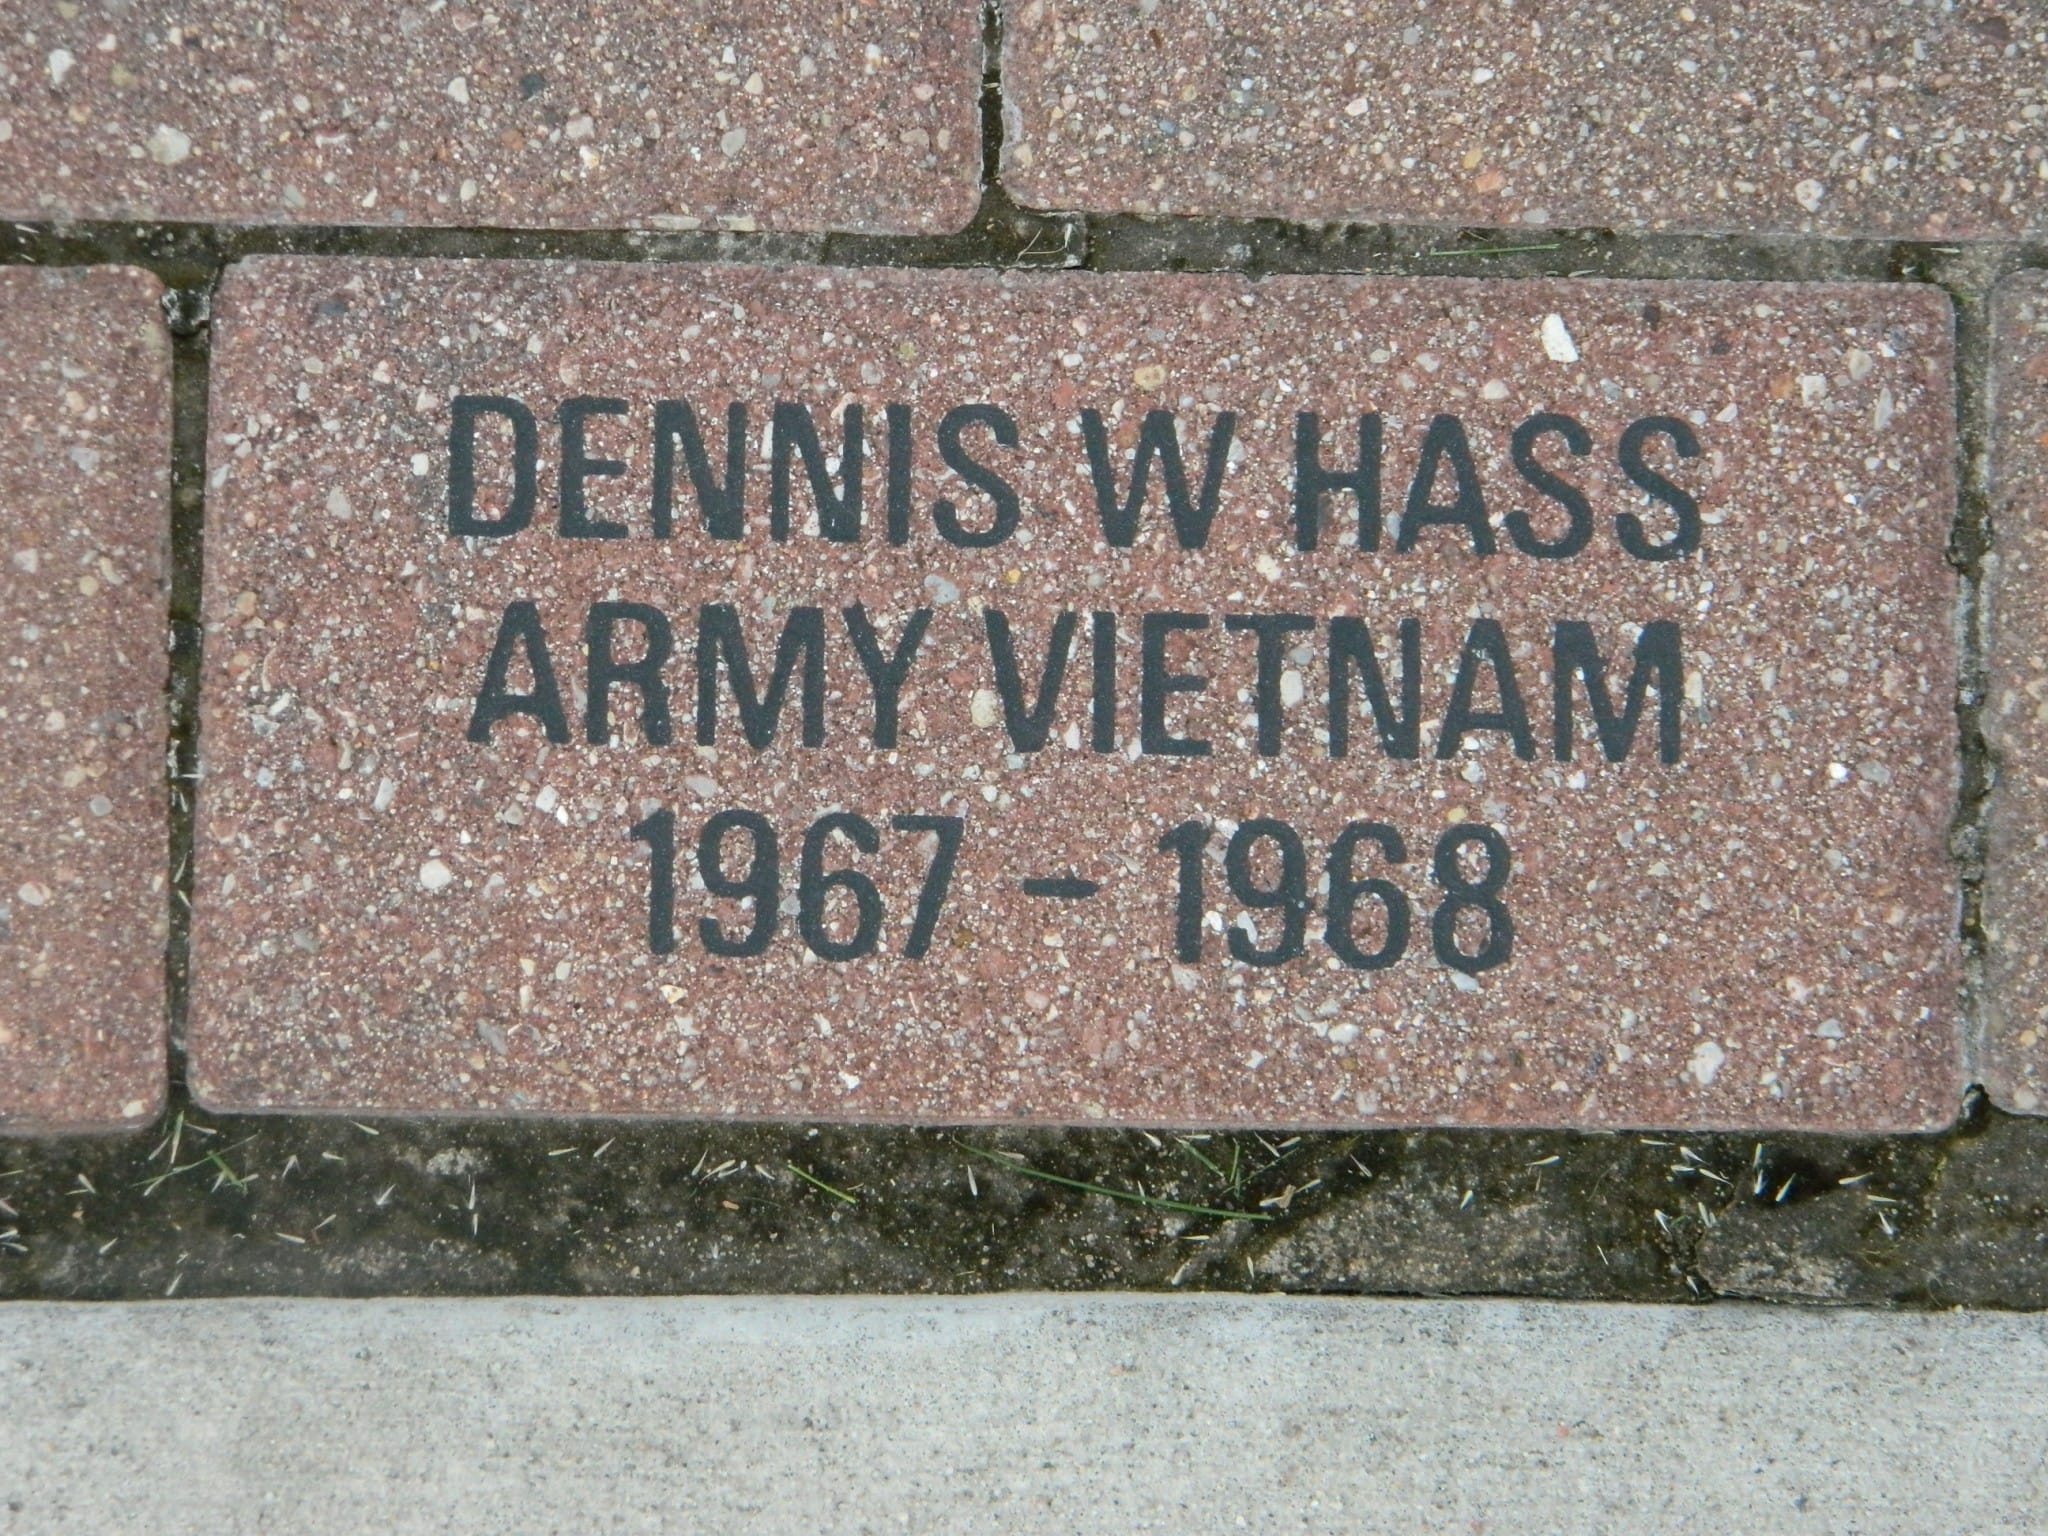 DENNIS W HASS
ARMY VIETNAM
1967 - 1968